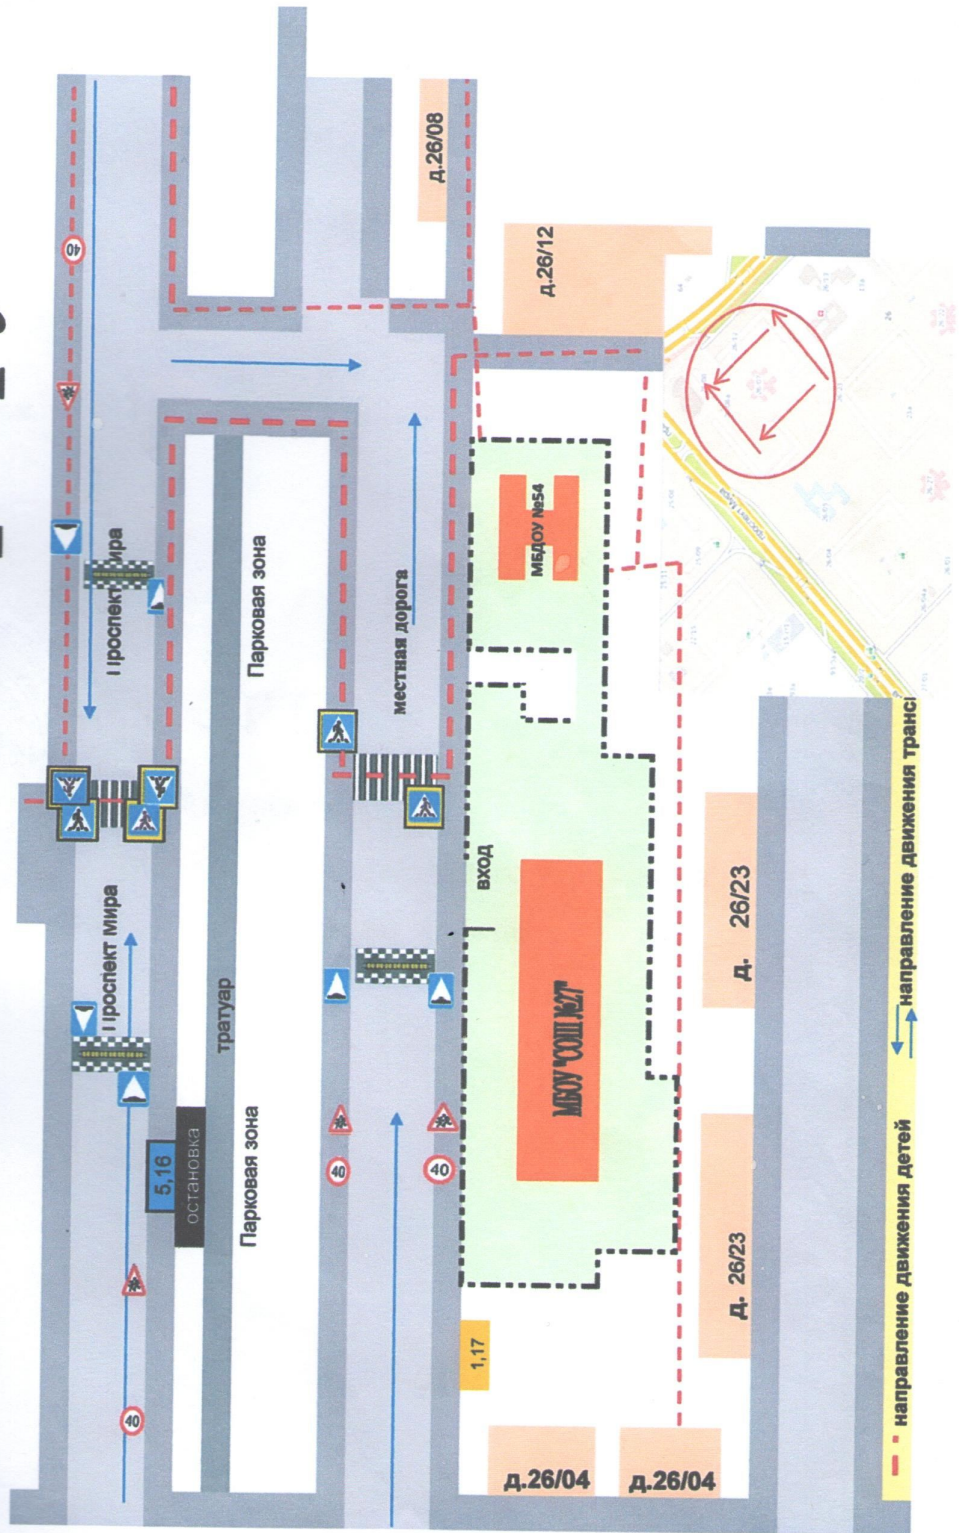 40
Проспект Мира
Проспект Мира
40
5,16
остановка
тратуар
Парковая зона
Парковая зона
40
40
местная дорога
д.26/08
д.26/12
вход
МБОУ "СОШ №27"
МБДОУ №54
1,17
д.26/04
д.26/04
д. 26/23
д. 26/23
проспект Мира
направление движения детей
направление движения транс